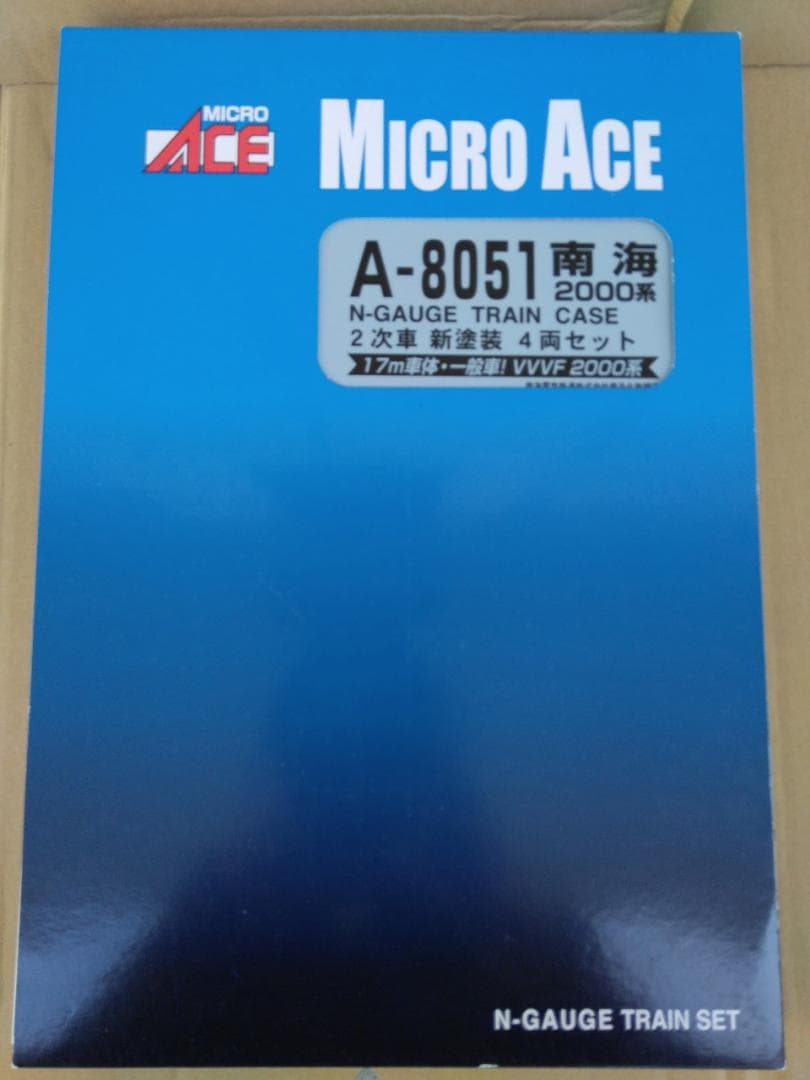 MICRO
ACE
MICRO ACE
A-8051 南海
2000系
N-GAUGE TRAIN CASE
2次車 新塗装 4両セット
17m車体・一般車! VVVF 2000系
N-GAUGE TRAIN SET